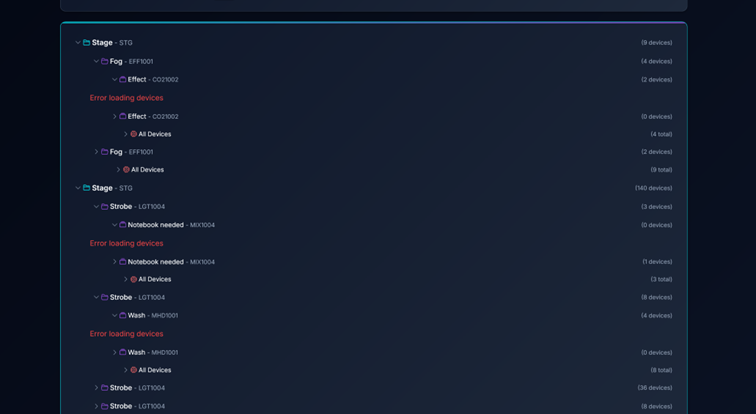 Stage - STG (9 devices)
Fog - EFF1001 (4 devices)
Effect - CO21002 (2 devices)
Error loading devices
Effect - CO21002 (0 devices)
All Devices (4 total)
Fog - EFF1001 (2 devices)
All Devices (9 total)
Stage - STG (140 devices)
Strobe - LGT1004 (3 devices)
Notebook needed - MIX1004 (0 devices)
Error loading devices
Notebook needed - MIX1004 (1 devices)
All Devices (3 total)
Strobe - LGT1004 (8 devices)
Wash - MHD1001 (4 devices)
Error loading devices
Wash - MHD1001 (0 devices)
All Devices (8 total)
Strobe - LGT1004 (36 devices)
Strobe - LGT1004 (6 devices)